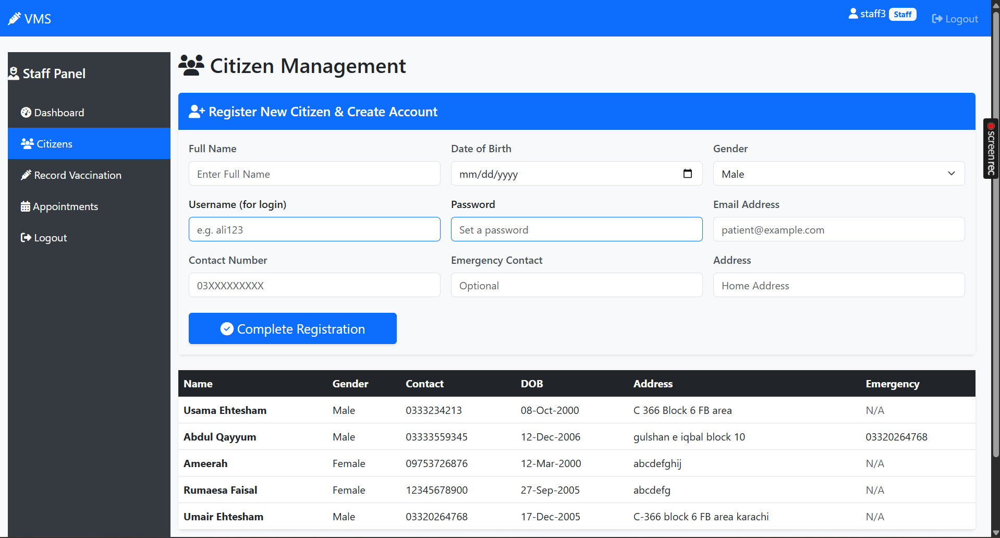 VMS
staff3 Staff
Logout
Staff Panel
Dashboard
Citizens
Record Vaccination
Appointments
Logout
Citizen Management
Register New Citizen & Create Account
Full Name Date of Birth Gender
Enter Full Name mm/dd/yyyy Male
Username (for login) Password Email Address
e.g. ali123 Set a password patient@example.com
Contact Number Emergency Contact Address
03XXXXXXXXX Optional Home Address
Complete Registration
Name Gender Contact DOB Address Emergency
Usama Ehtesham Male 0333234213 08-Oct-2000 C 366 Block 6 FB area N/A
Abdul Qayyum Male 03333559345 12-Dec-2006 gulshan e iqbal block 10 03320264768
Ameerah Female 09753726876 12-Mar-2000 abcdefghij N/A
Rumaesa Faisal Female 12345678900 27-Sep-2005 abcdefg N/A
Umair Ehtesham Male 03320264768 17-Dec-2005 C-366 block 6 FB area karachi N/A
screenrec